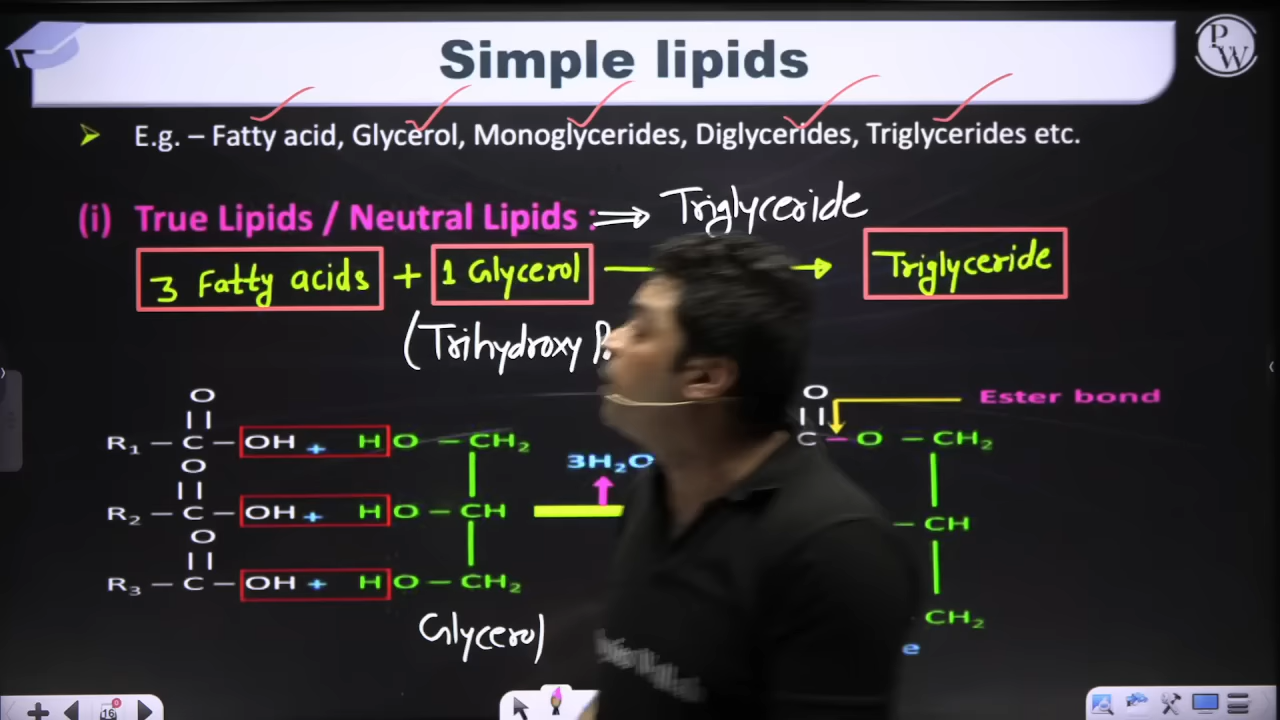 Simple lipids
PW
E.g. – Fatty acid, Glycerol, Monoglycerides, Diglycerides, Triglycerides etc.
(i) True Lipids / Neutral Lipids : ⇒ Triglyceride
3 Fatty acids + 1 Glycerol → Triglyceride
(Trihydroxy P
O
O
R₁ – C – OH + HO – CH₂
C – O – CH₂
Ester bond
O
3H₂O
R₂ – C – OH + HO – CH
– CH
O
R₃ – C – OH + HO – CH₂
CH₂
Glycerol
e
16